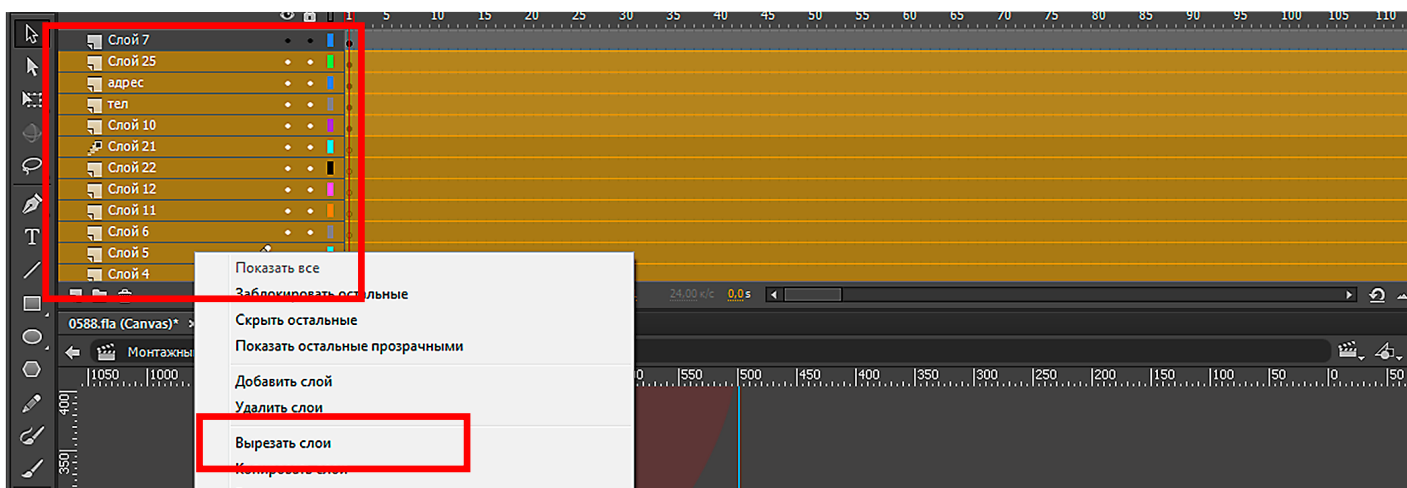 1 5 10 15 20 25 30 35 40 45 50 55 60 65 70 75 80 85 90 95 100 105 110
Слой 7
Слой 25
адрес
тел
Слой 10
Слой 21
Слой 22
Слой 12
Слой 11
Слой 6
Слой 5
Слой 4
24,00 к/с 0,0 s
0588.fla (Canvas)* ×
Монтажны
1050 1000 0 550 500 450 400 350 300 250 200 150 100 50 0 50
400
350
Показать все
Заблокировать остальные
Скрыть остальные
Показать остальные прозрачными
Добавить слой
Удалить слои
Вырезать слои
Копировать слои
T